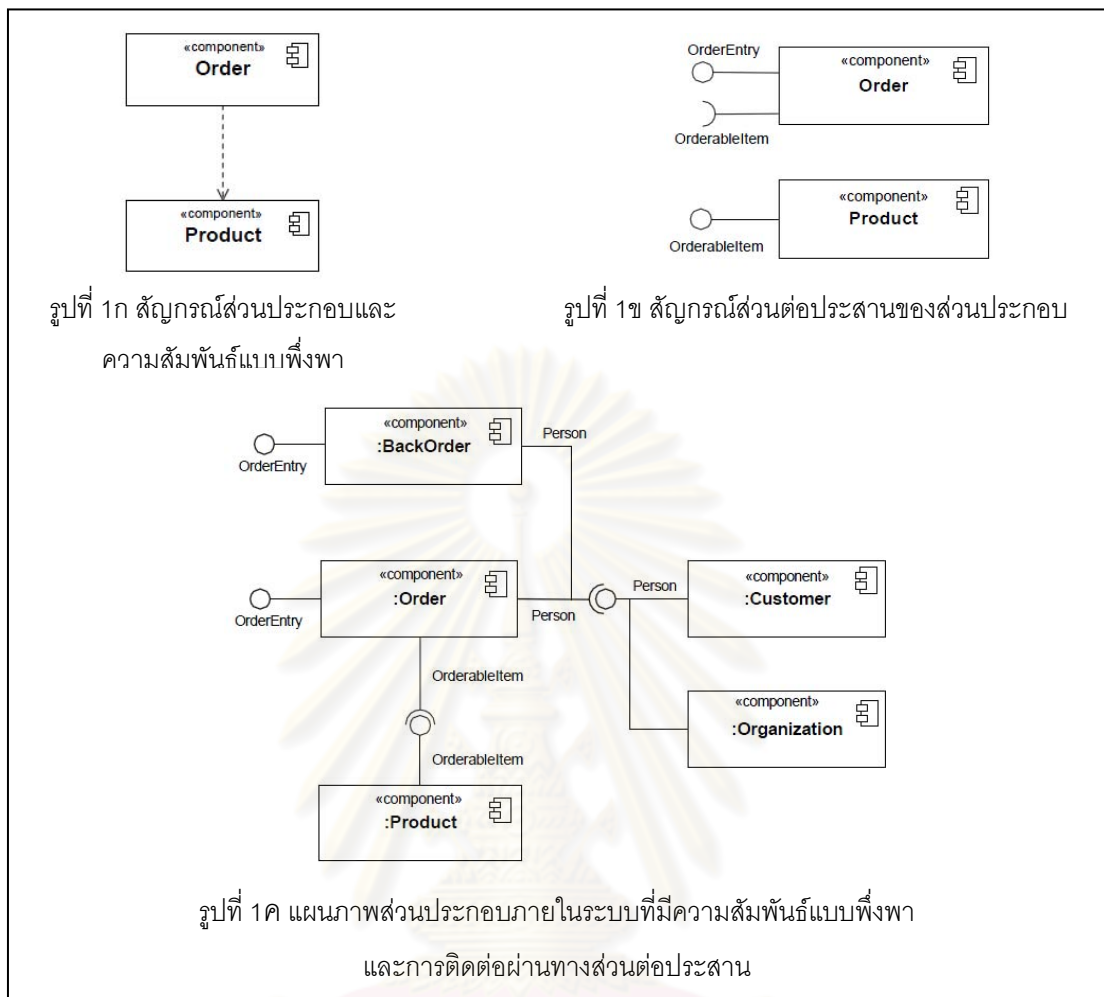 «component»
Order
«component»
Product
รูปที่ 1ก สัญกรณ์ส่วนประกอบและ
ความสัมพันธ์แบบพึ่งพา
OrderEntry
«component»
Order
OrderableItem
«component»
Product
OrderableItem
รูปที่ 1ข สัญกรณ์ส่วนต่อประสานของส่วนประกอบ
«component»
:BackOrder
Person
OrderEntry
«component»
:Order
OrderEntry
Person
Person
«component»
:Customer
OrderableItem
«component»
:Organization
OrderableItem
«component»
:Product
รูปที่ 1ค แผนภาพส่วนประกอบภายในระบบที่มีความสัมพันธ์แบบพึ่งพา
และการติดต่อผ่านทางส่วนต่อประสาน